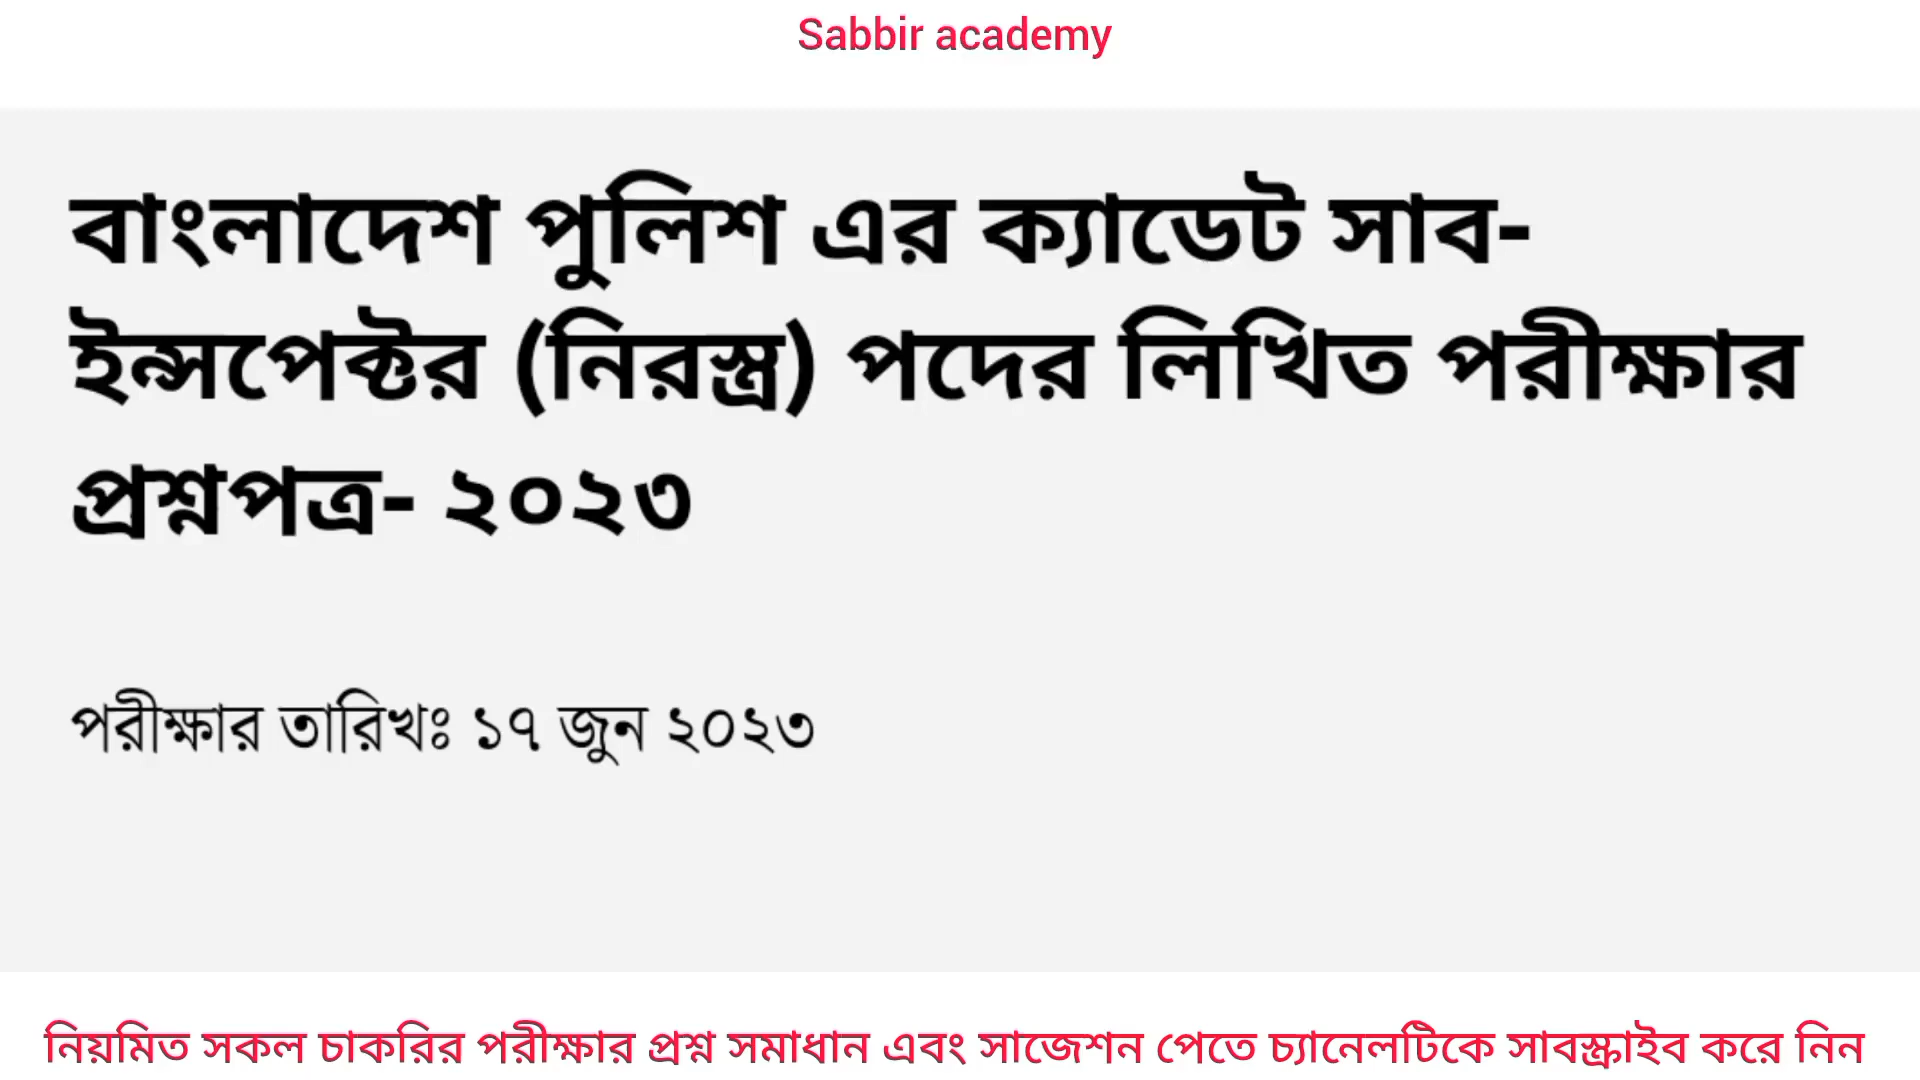 Sabbir academy
বাংলাদেশ পুলিশ এর ক্যাডেট সাব-
ইন্সপেক্টর (নিরস্ত্র) পদের লিখিত পরীক্ষার
প্রশ্নপত্র- ২০২৩
পরীক্ষার তারিখঃ ১৭ জুন ২০২৩
নিয়মিত সকল চাকরির পরীক্ষার প্রশ্ন সমাধান এবং সাজেশন পেতে চ্যানেলটিকে সাবস্ক্রাইব করে নিন